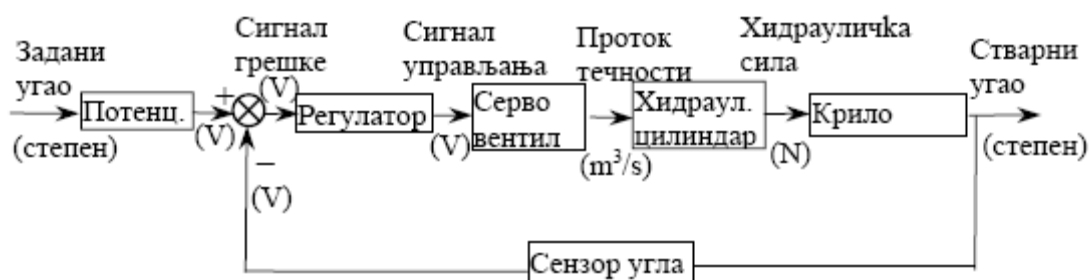 Задани
угао
(степен)
Потенц.
+
(V)
Сигнал
грешке
(V)
−
(V)
Регулатор
Сигнал
управљања
(V)
Серво
вентил
Проток
течности
(m³/s)
Хидраул.
цилиндар
Хидрауличkа
сила
(N)
Крило
Стварни
угао
(степен)
Сензор угла